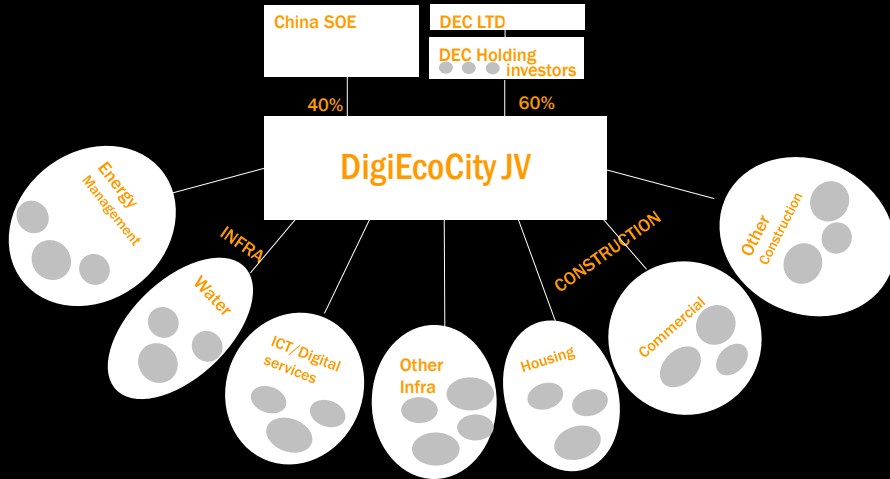 China SOE
DEC LTD
DEC Holding
investors
40%
60%
DigiEcoCity JV
Energy
Management
INFRA
Water
ICT/Digital
services
Other
Infra
Housing
CONSTRUCTION
Commercial
Other
Construction